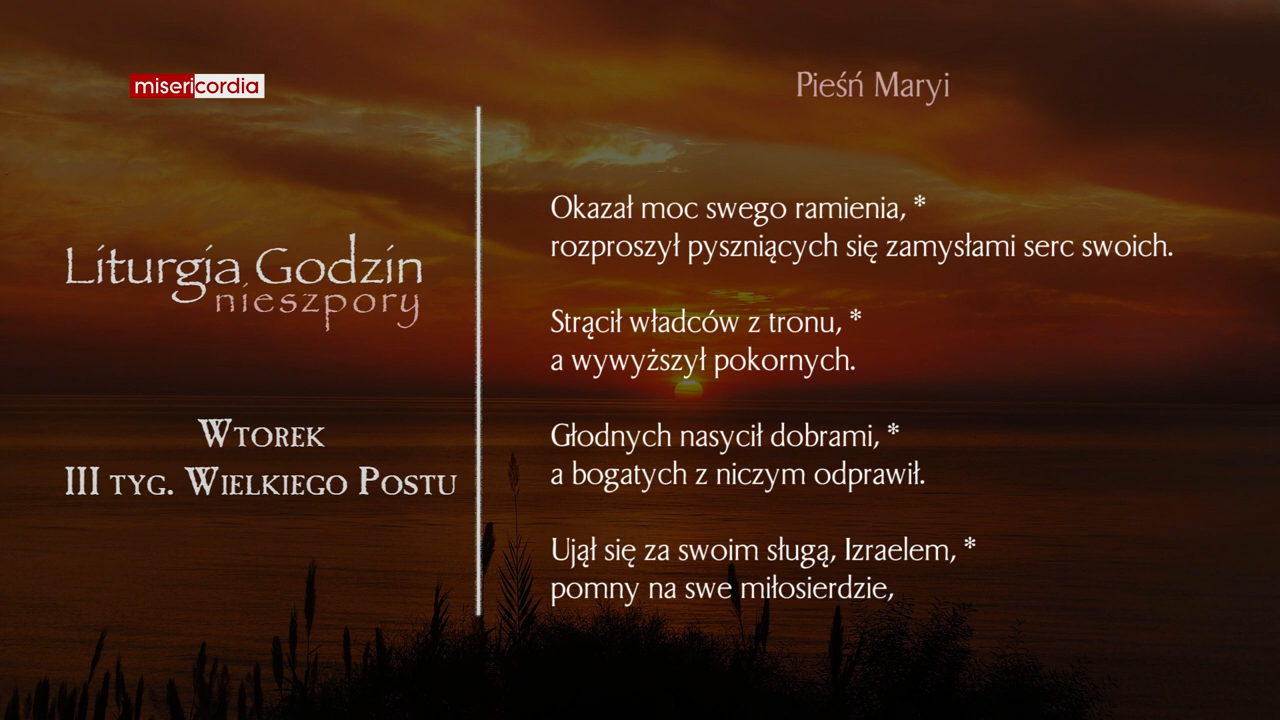 misericordia
Pieśń Maryi
Liturgia Godzin
nieszpory
Wtorek
III tyg. Wielkiego Postu
Okazał moc swego ramienia, *
rozproszył pyszniących się zamysłami serc swoich.
Strącił władców z tronu, *
a wywyższył pokornych.
Głodnych nasycił dobrami, *
a bogatych z niczym odprawił.
Ujął się za swoim sługą, Izraelem, *
pomny na swe miłosierdzie,